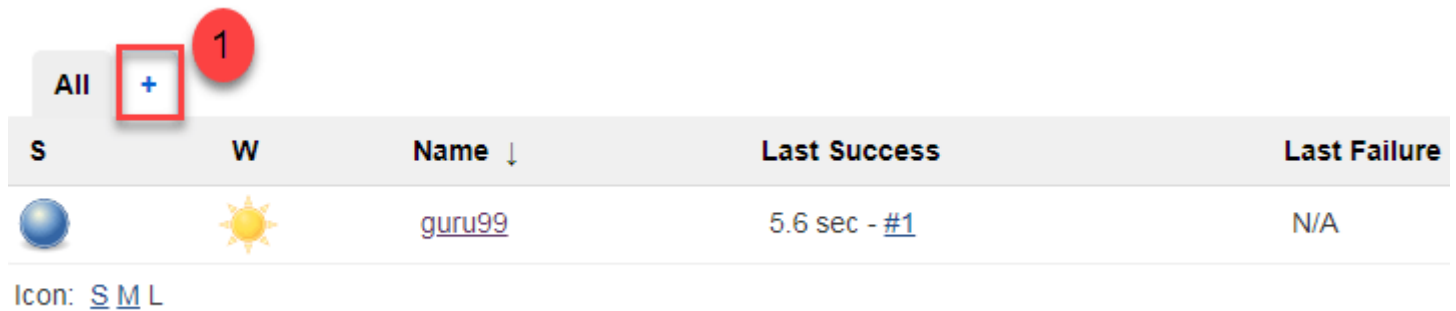 1
All +
S W Name ↓ Last Success Last Failure
guru99 5.6 sec - #1 N/A
Icon: S M L